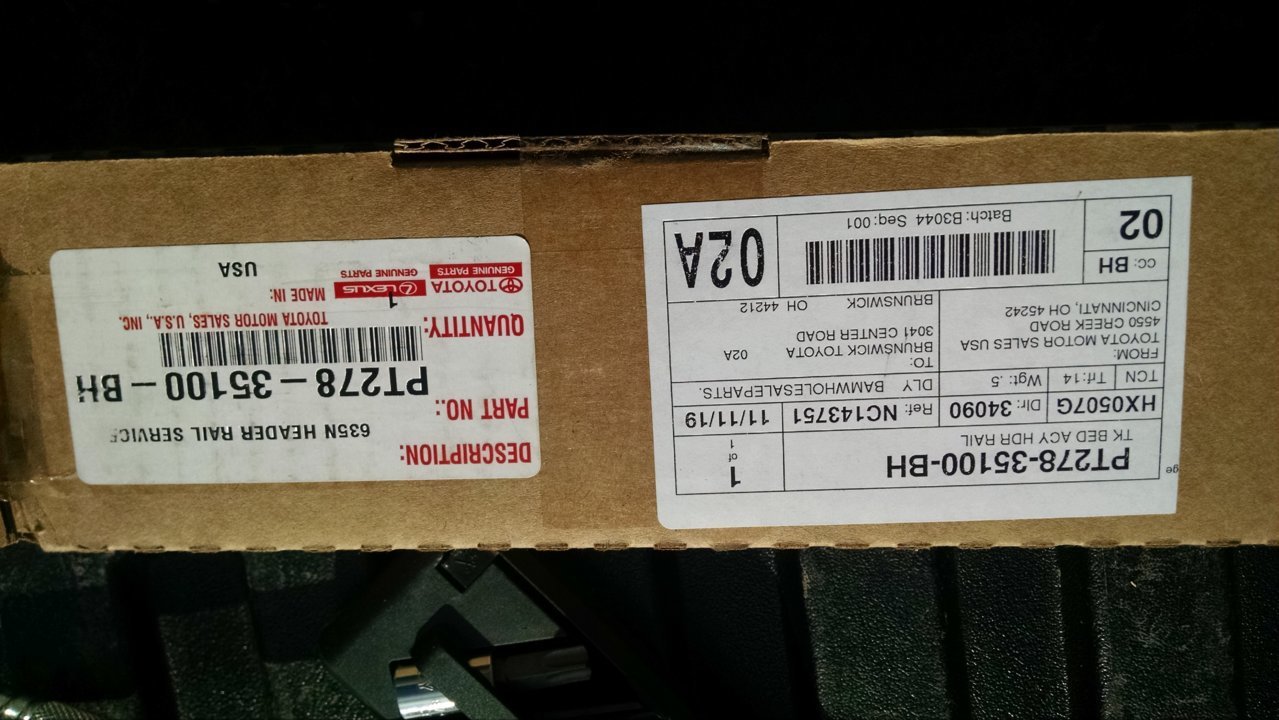 PT278-35100-BH
TK BED ACY HDR RAIL
1
of
1
HX0507G
Dlr: 34090
Ref: NC143751
11/11/19
TCN
Trf:14
Wgt: .5
DLY BAMWHOLESALEPARTS.
FROM:
TOYOTA MOTOR SALES USA
4550 CREEK ROAD
CINCINNATI, OH 45242
TO:
BRUNSWICK TOYOTA 02A
3041 CENTER ROAD
BRUNSWICK OH 44212
CC: BH
02
Batch:B3044 Seq:001
02A
DESCRIPTION:
635N HEADER RAIL SERVICE
PART NO.:
PT278-35100-BH
QUANTITY:
1
TOYOTA MOTOR SALES, U.S.A., INC.
TOYOTA
GENUINE PARTS
LEXUS
GENUINE PARTS
MADE IN:
USA